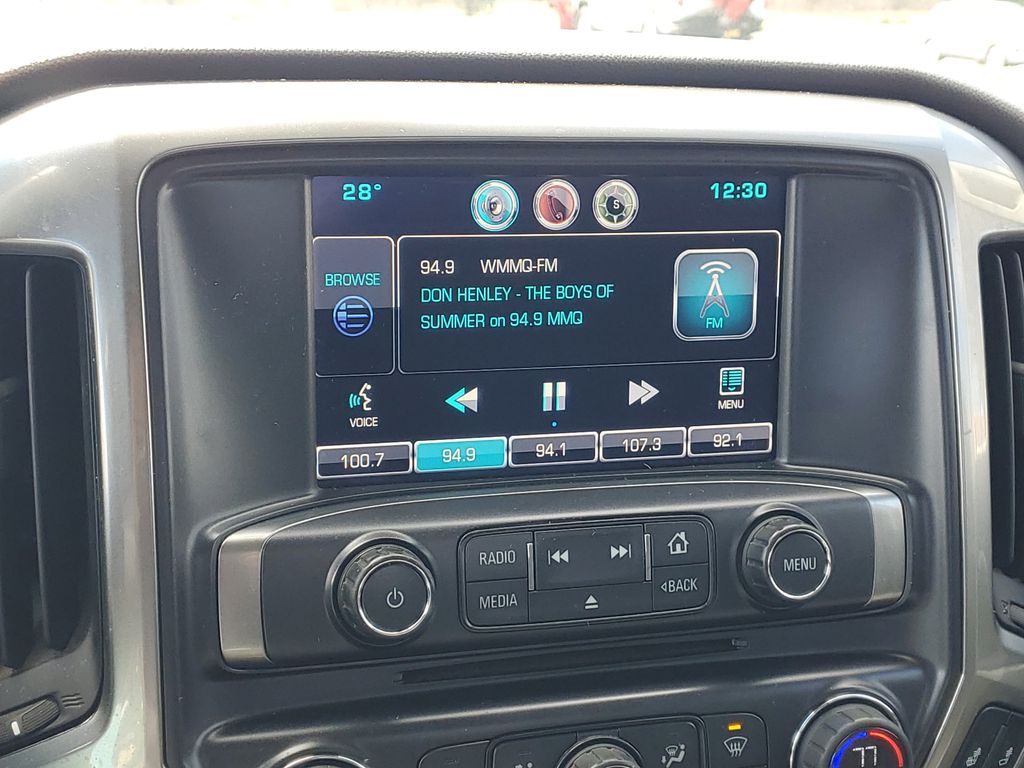 28°
S
12:30
BROWSE
94.9 WMMQ-FM
DON HENLEY - THE BOYS OF
SUMMER on 94.9 MMQ
FM
VOICE
MENU
100.7 94.9 94.1 107.3 92.1
RADIO
MEDIA
BACK
MENU
77